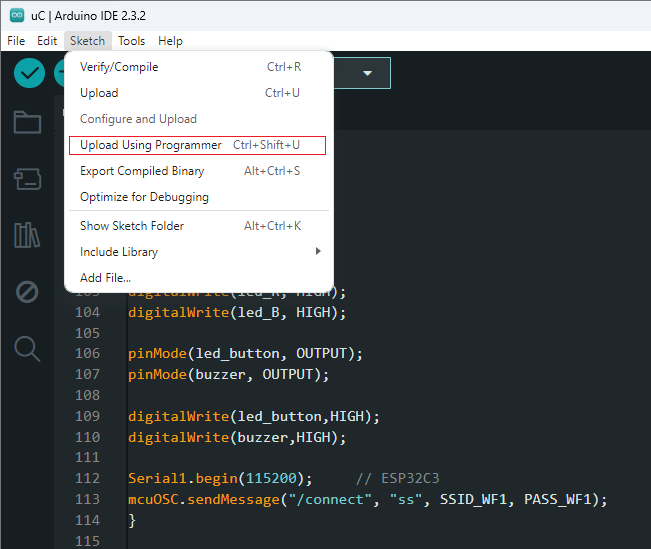 uC | Arduino IDE 2.3.2
File Edit Sketch Tools Help
Verify/Compile Ctrl+R
Upload Ctrl+U
Configure and Upload
Upload Using Programmer Ctrl+Shift+U
Export Compiled Binary Alt+Ctrl+S
Optimize for Debugging
Show Sketch Folder Alt+Ctrl+K
Include Library
Add File...
103 digitalWrite(led_R, HIGH);
104 digitalWrite(led_B, HIGH);
105
106 pinMode(led_button, OUTPUT);
107 pinMode(buzzer, OUTPUT);
108
109 digitalWrite(led_button,HIGH);
110 digitalWrite(buzzer,HIGH);
111
112 Serial1.begin(115200); // ESP32C3
113 mcuOSC.sendMessage("/connect", "ss", SSID_WF1, PASS_WF1);
114 }
115